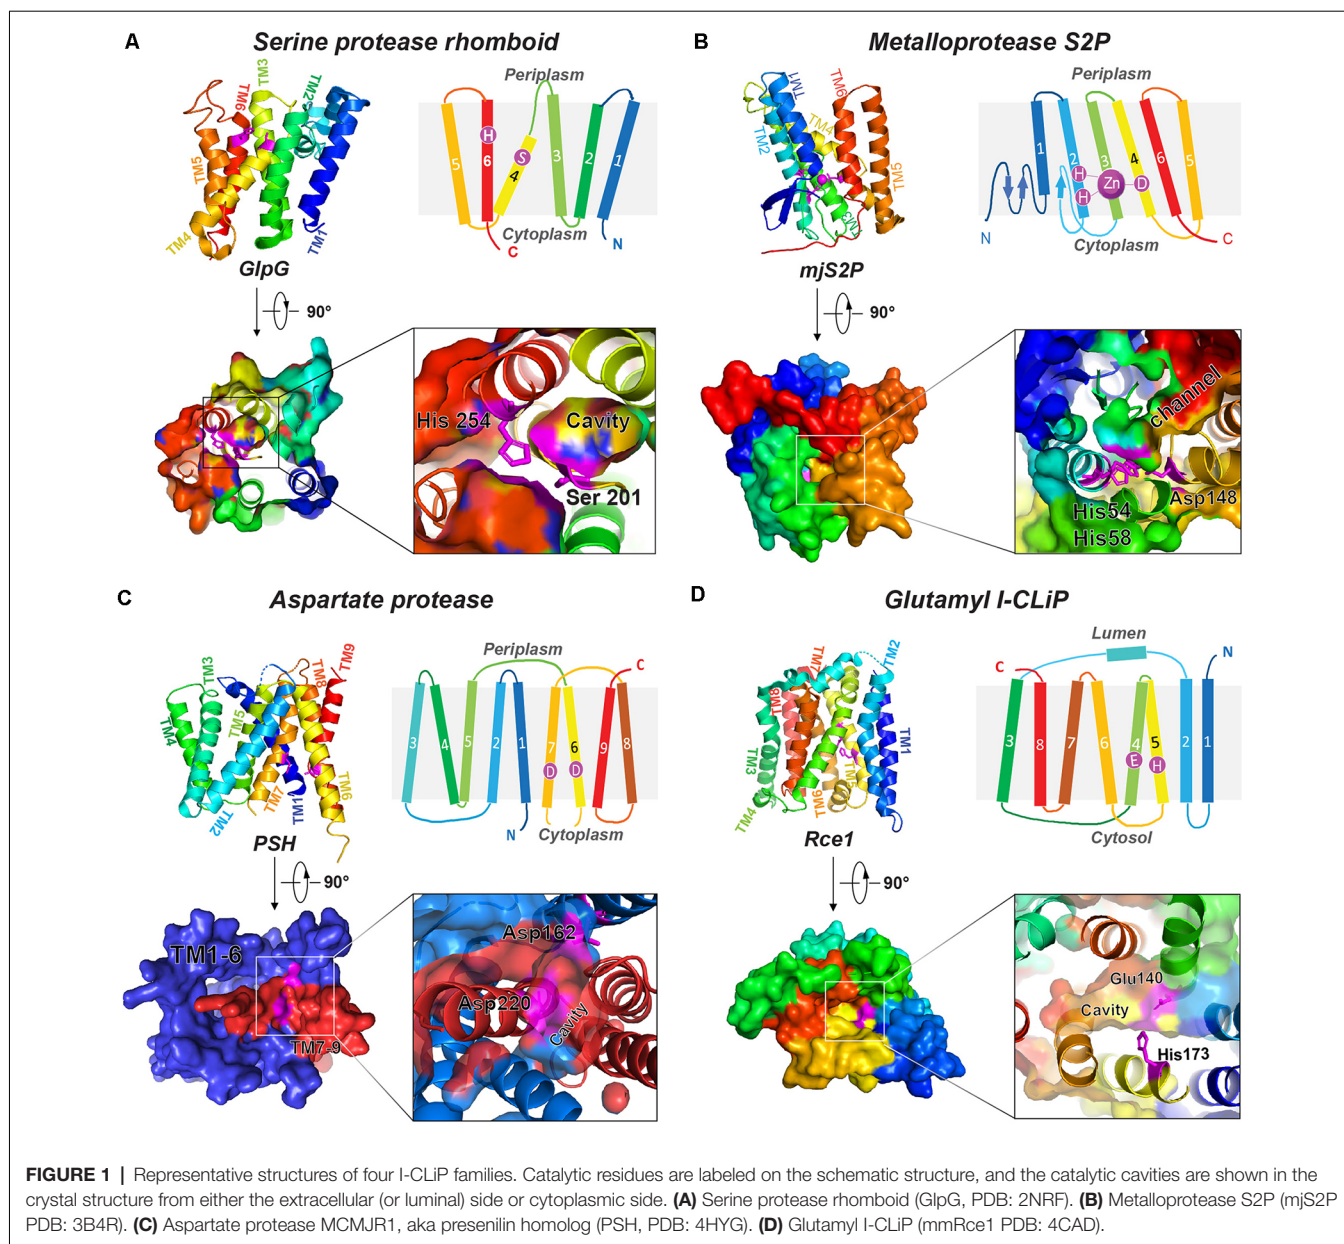 A
Serine protease rhomboid
TM3
TM6
TM2
TM5
TM4
TM1
GlpG
90°
Periplasm
H
S
5
6
4
3
2
1
Cytoplasm
C
N
His 254
Cavity
Ser 201
B
Metalloprotease S2P
TM1
TM6
TM4
TM2
TM5
TM3
mjS2P
90°
Periplasm
1
2
3
4
6
5
H
Zn
D
H
N
Cytoplasm
C
channel
Asp148
His54
His58
C
Aspartate protease
TM3
TM8
TM9
TM5
TM4
TM2
TM7
TM1
TM6
PSH
90°
Periplasm
C
3
4
5
2
1
7
6
9
8
D
D
N
Cytoplasm
TM1-6
TM7-9
Asp162
Asp220
Cavity
D
Glutamyl I-CLiP
TM7
TM2
TM8
TM1
TM3
TM5
TM6
TM4
Rce1
90°
Lumen
C
N
3
8
7
6
4
5
2
1
E
H
Cytosol
Glu140
Cavity
His173
FIGURE 1 | Representative structures of four I-CLiP families. Catalytic residues are labeled on the schematic structure, and the catalytic cavities are shown in the
crystal structure from either the extracellular (or luminal) side or cytoplasmic side. (A) Serine protease rhomboid (GlpG, PDB: 2NRF). (B) Metalloprotease S2P (mjS2P
PDB: 3B4R). (C) Aspartate protease MCMJR1, aka presenilin homolog (PSH, PDB: 4HYG). (D) Glutamyl I-CLiP (mmRce1 PDB: 4CAD).